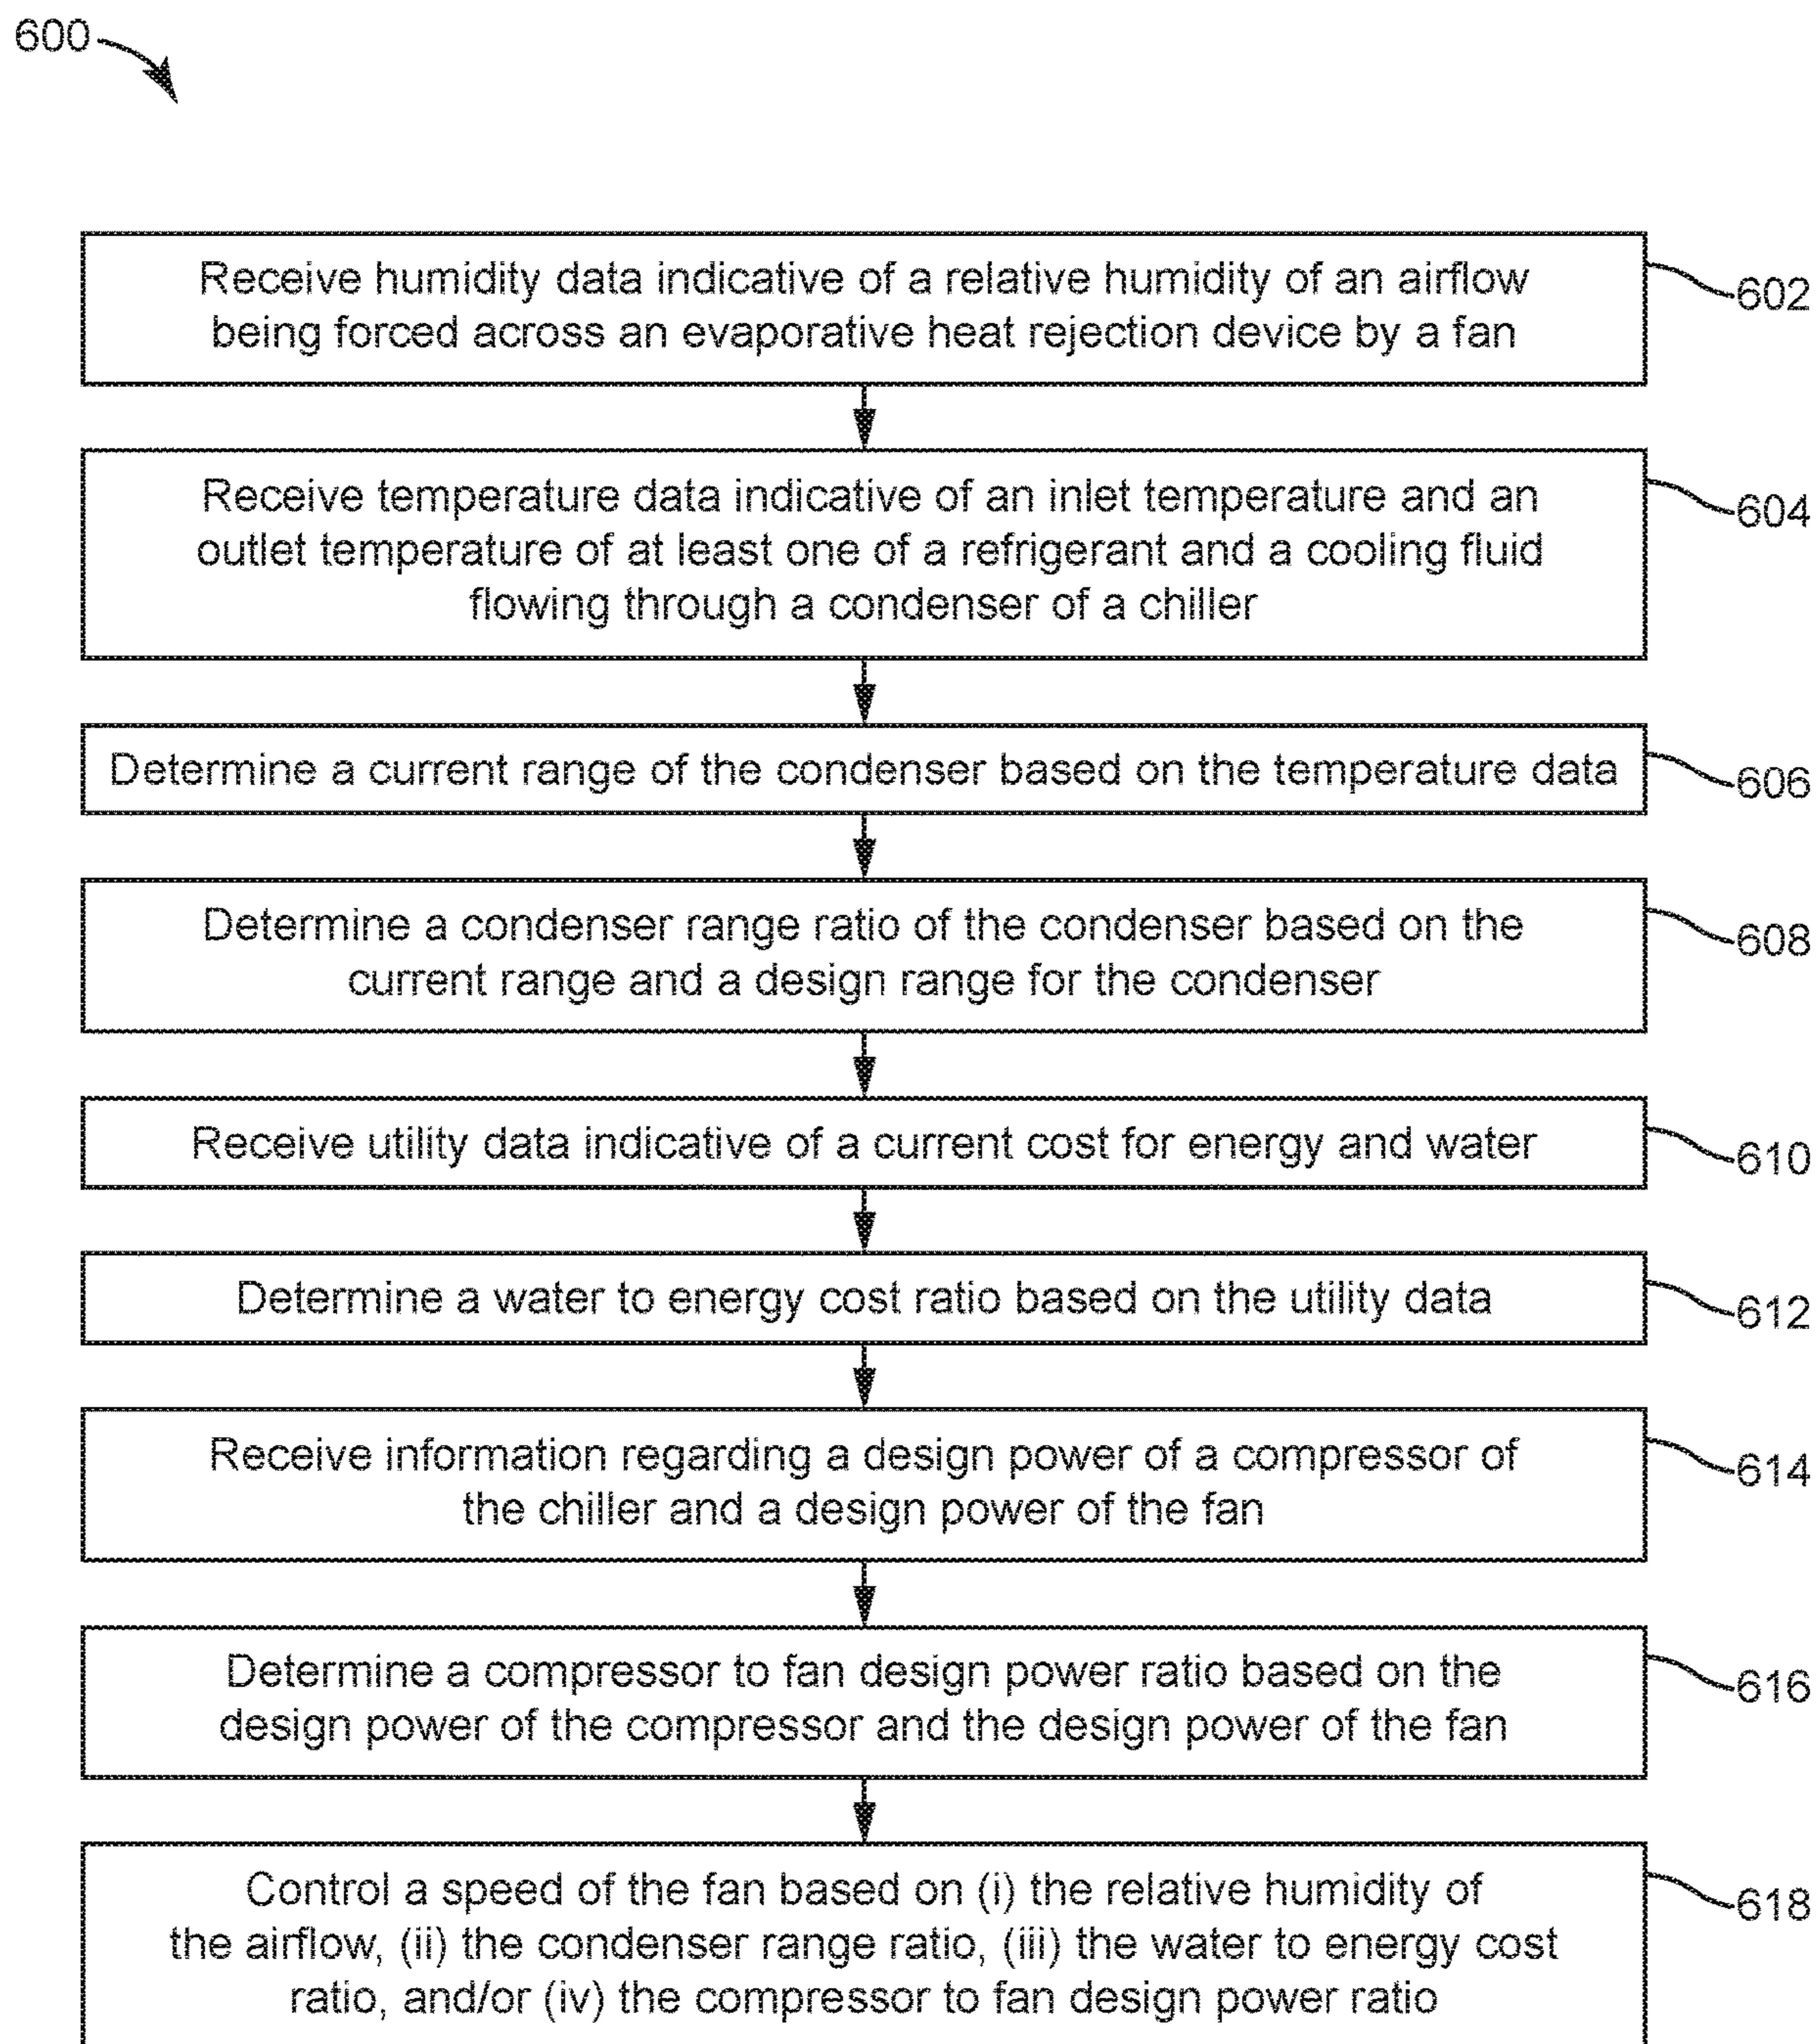 600
Receive humidity data indicative of a relative humidity of an airflow
being forced across an evaporative heat rejection device by a fan
602
Receive temperature data indicative of an inlet temperature and an
outlet temperature of at least one of a refrigerant and a cooling fluid
flowing through a condenser of a chiller
604
Determine a current range of the condenser based on the temperature data
606
Determine a condenser range ratio of the condenser based on the
current range and a design range for the condenser
608
Receive utility data indicative of a current cost for energy and water
610
Determine a water to energy cost ratio based on the utility data
612
Receive information regarding a design power of a compressor of
the chiller and a design power of the fan
614
Determine a compressor to fan design power ratio based on the
design power of the compressor and the design power of the fan
616
Control a speed of the fan based on (i) the relative humidity of
the airflow, (ii) the condenser range ratio, (iii) the water to energy cost
ratio, and/or (iv) the compressor to fan design power ratio
618